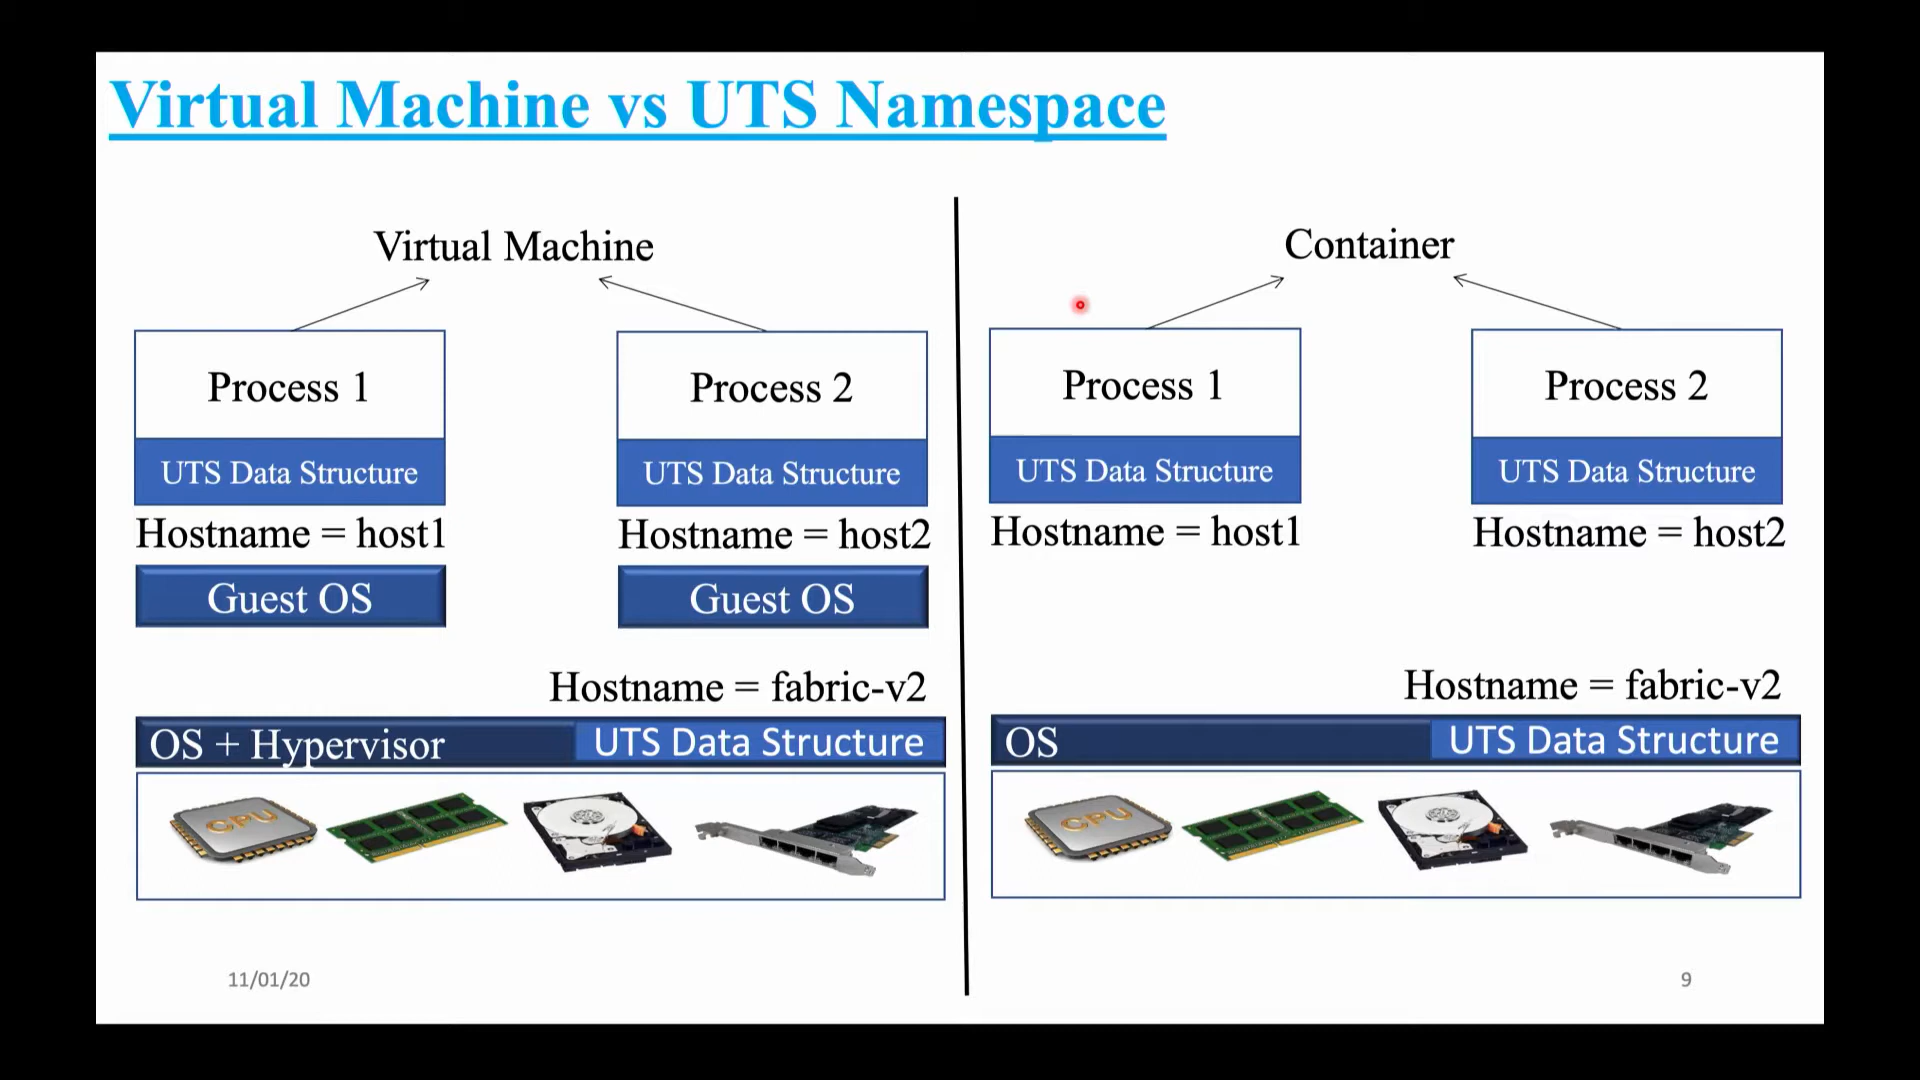 Virtual Machine vs UTS Namespace
Virtual Machine
Process 1
Process 2
UTS Data Structure
UTS Data Structure
Hostname = host1
Hostname = host2
Guest OS
Guest OS
Hostname = fabric-v2
OS + Hypervisor
UTS Data Structure
CPU
Container
Process 1
Process 2
UTS Data Structure
UTS Data Structure
Hostname = host1
Hostname = host2
Hostname = fabric-v2
OS
UTS Data Structure
CPU
11/01/20
9